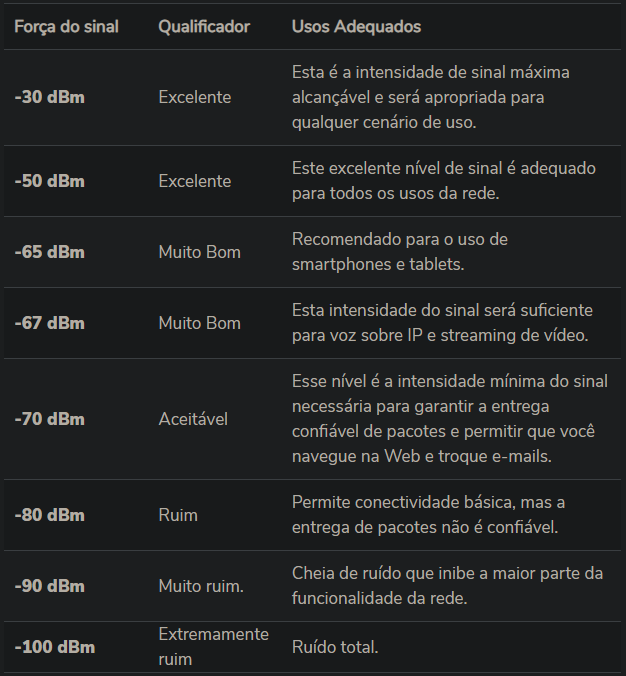 Força do sinal Qualificador Usos Adequados
-30 dBm Excelente Esta é a intensidade de sinal máxima
alcançável e será apropriada para
qualquer cenário de uso.
-50 dBm Excelente Este excelente nível de sinal é adequado
para todos os usos da rede.
-65 dBm Muito Bom Recomendado para o uso de
smartphones e tablets.
-67 dBm Muito Bom Esta intensidade do sinal será suficiente
para voz sobre IP e streaming de vídeo.
-70 dBm Aceitável Esse nível é a intensidade mínima do sinal
necessária para garantir a entrega
confiável de pacotes e permitir que você
navegue na Web e troque e-mails.
-80 dBm Ruim Permite conectividade básica, mas a
entrega de pacotes não é confiável.
-90 dBm Muito ruim. Cheia de ruído que inibe a maior parte da
funcionalidade da rede.
-100 dBm Extremamente
ruim Ruído total.